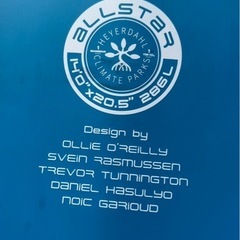 ALLSTAR
HEYERDAHL
CLIMATE PARKS
14'0"x20.5" 286L
Design by
OLLIE O'REILLY
SVEIN RASMUSSEN
TREVOR TUNNINGTON
DANIEL HASULYO
NOIC GARIOUD